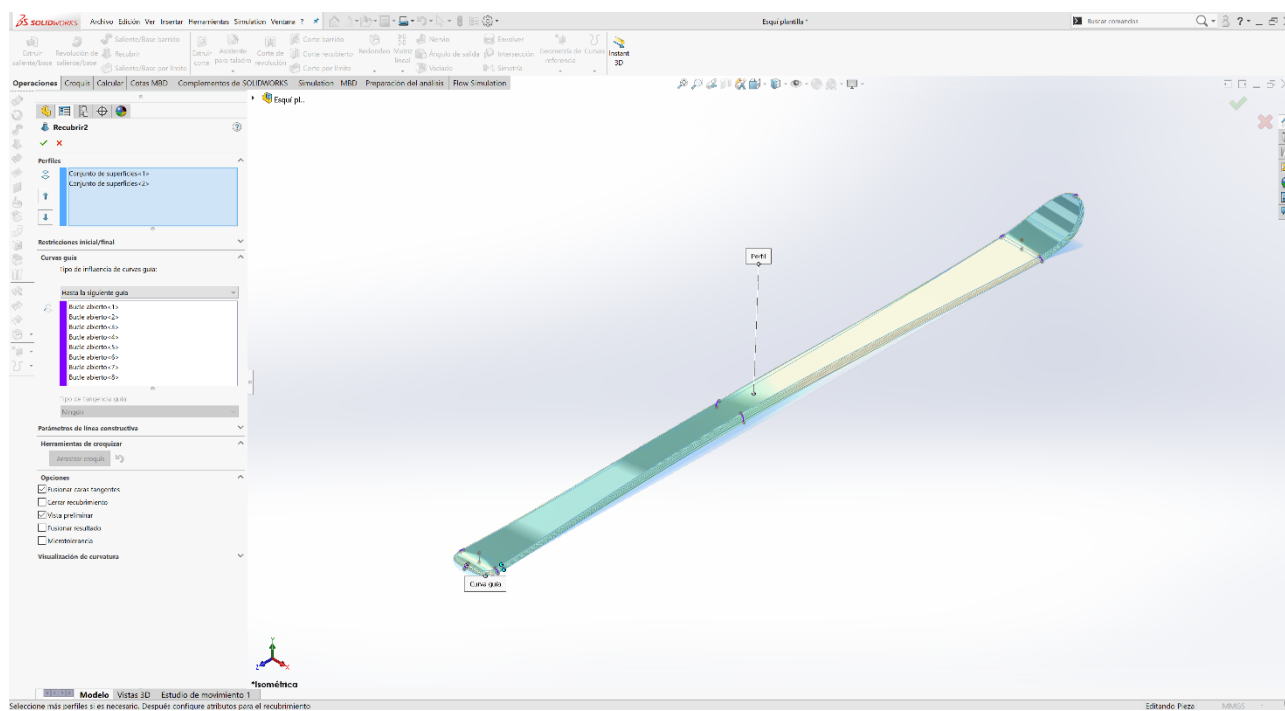 SOLIDWORKS Archivo Edición Ver Insertar Herramientas Simulation Ventana ? Esquí plantilla * Buscar comandos
Saliente/Base barrido Corte barrido Nervio Envolver
Extruir saliente/base Revolución de saliente/base Recubrir Extruir corte Asistente para taladro Corte de revolución Corte recubierto Redondeo Matriz lineal Ángulo de salida Intersección Geometría de referencia Curvas Instant 3D
Saliente/Base por límite Corte por límite Vaciado Simetría
Operaciones Croquis Calcular Cotas MBD Complementos de SOLIDWORKS Simulation MBD Preparación del análisis Flow Simulation
Esquí pl...
Recubrir2
Perfiles
Conjunto de superficies<1>
Conjunto de superficies<2>
Restricciones inicial/final
Curvas guía
Tipo de influencia de curvas guía:
Hasta la siguiente guía
Bucle abierto<1>
Bucle abierto<2>
Bucle abierto<3>
Bucle abierto<4>
Bucle abierto<5>
Bucle abierto<6>
Bucle abierto<7>
Bucle abierto<8>
Tipo de tangencia guía
Ninguno
Parámetros de línea constructiva
Herramientas de croquizar
Arrastrar croquis
Opciones
Fusionar caras tangentes
Cerrar recubrimiento
Vista preliminar
Fusionar resultado
Microtolerancia
Visualización de curvatura
Perfil
Curva guía
Y
Z
X
*Isométrica
Modelo Vistas 3D Estudio de movimiento 1
Seleccione más perfiles si es necesario. Después configure atributos para el recubrimiento Editando Pieza MMGS